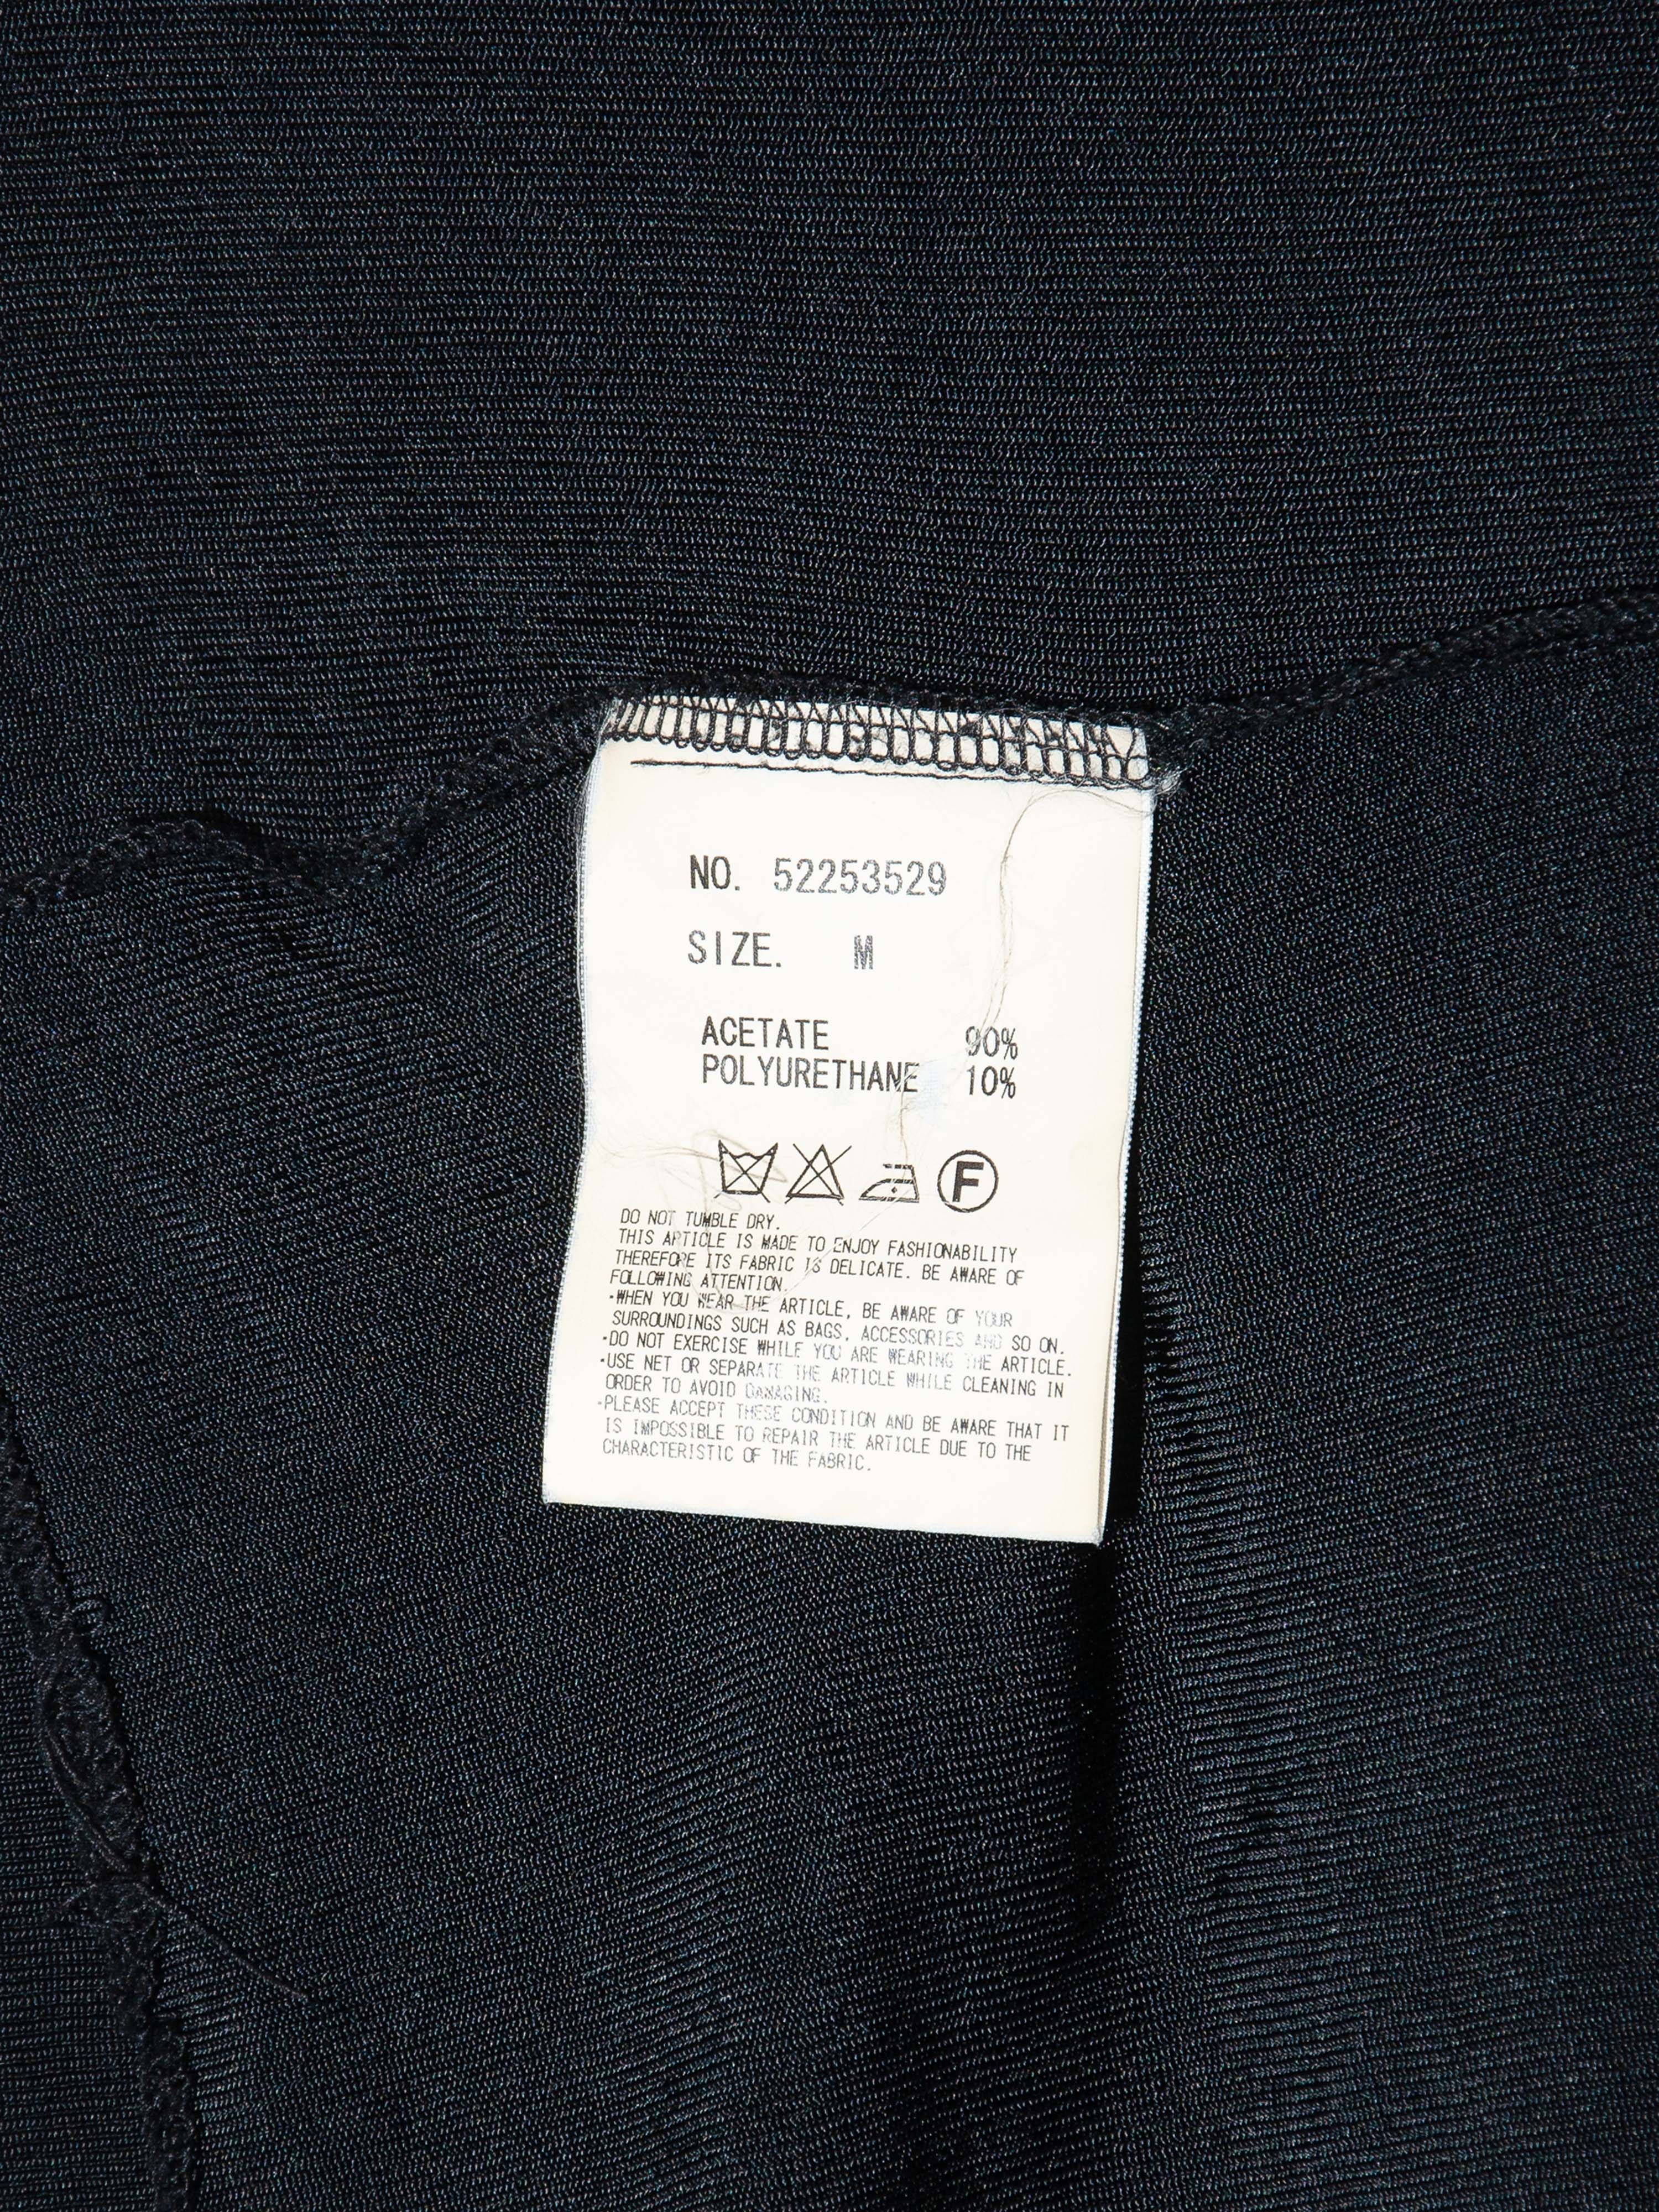 NO. 52253529
SIZE. M
ACETATE 90%
POLYURETHANE 10%
F
DO NOT TUMBLE DRY.
THIS ARTICLE IS MADE TO ENJOY FASHIONABILITY
THEREFORE ITS FABRIC IS DELICATE. BE AWARE OF
FOLLOWING ATTENTION.
·WHEN YOU WEAR THE ARTICLE, BE AWARE OF YOUR
SURROUNDINGS SUCH AS BAGS, ACCESSORIES AND SO ON.
·DO NOT EXERCISE WHILE YOU ARE WEARING THE ARTICLE.
·USE NET OR SEPARATE THE ARTICLE WHILE CLEANING IN
ORDER TO AVOID DAMAGING.
·PLEASE ACCEPT THESE CONDITION AND BE AWARE THAT IT
IS IMPOSSIBLE TO REPAIR THE ARTICLE DUE TO THE
CHARACTERISTIC OF THE FABRIC.